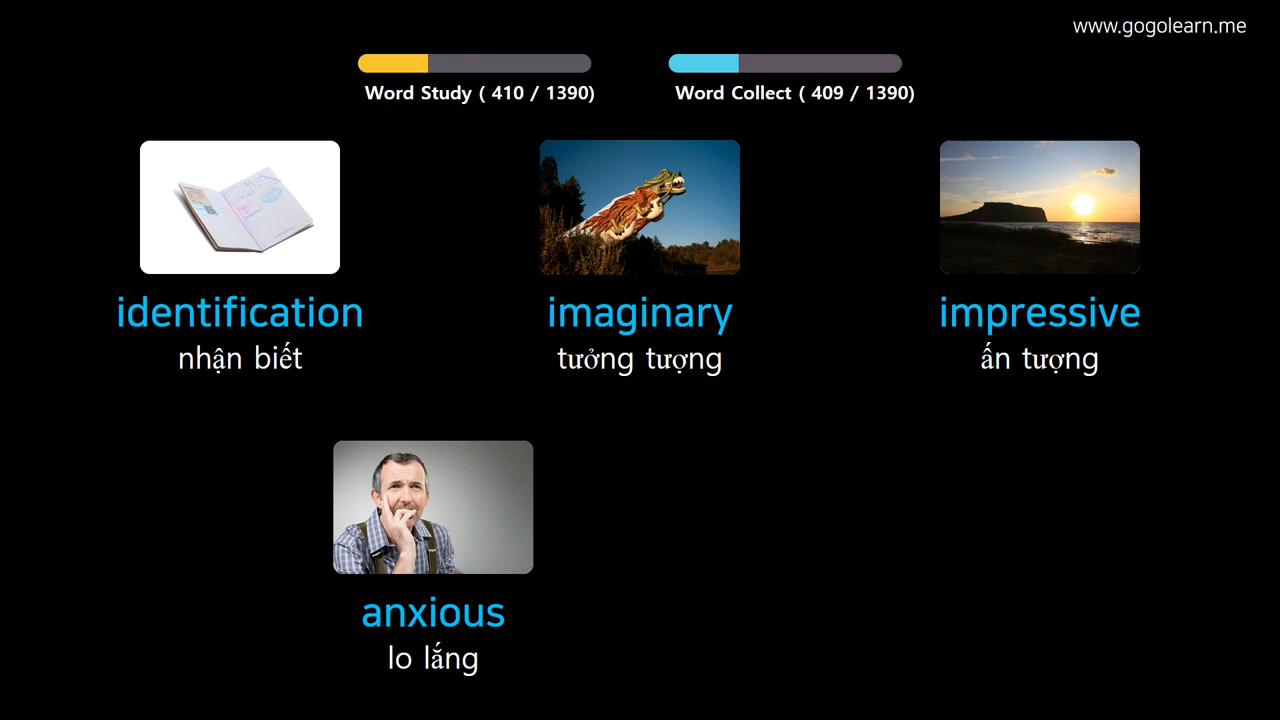 www.gogolearn.me
Word Study ( 410 / 1390)
Word Collect ( 409 / 1390)
identification
nhận biết
imaginary
tưởng tượng
impressive
ấn tượng
anxious
lo lắng